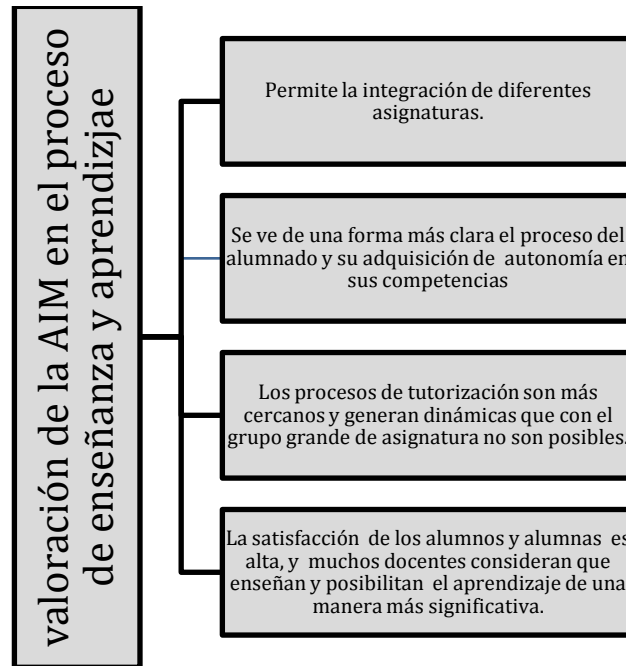 valoración de la AIM en el proceso
de enseñanza y aprendizjae
Permite la integración de diferentes
asignaturas.
Se ve de una forma más clara el proceso del
alumnado y su adquisición de autonomía en
sus competencias
Los procesos de tutorización son más
cercanos y generan dinámicas que con el
grupo grande de asignatura no son posibles.
La satisfacción de los alumnos y alumnas es
alta, y muchos docentes consideran que
enseñan y posibilitan el aprendizaje de una
manera más significativa.